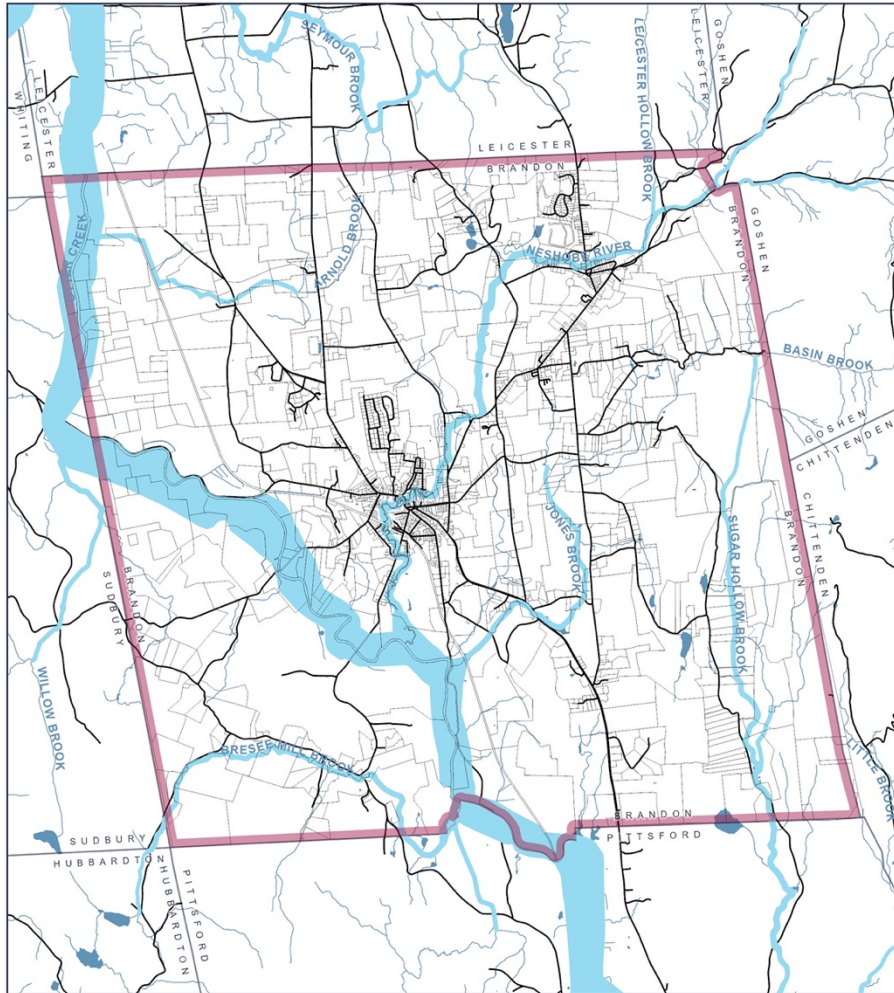 SEYMOUR BROOK
LEICESTER HOLLOW BROOK
LEICESTER
GOSHEN
LEICESTER
WHITING
LEICESTER
BRANDON
ARNOLD BROOK
NESHOBE RIVER
GOSHEN
BRANDON
CREEK
BASIN BROOK
GOSHEN
CHITTENDEN
JONES BROOK
SUGAR HOLLOW BROOK
CHITTENDEN
BRANDON
BRANDON
SUDBURY
WILLOW BROOK
BRESEE MILL BROOK
LITTLE BROOK
BRANDON
PITTSFORD
SUDBURY
HUBBARDTON
PITTSFORD
HUBBARDTON